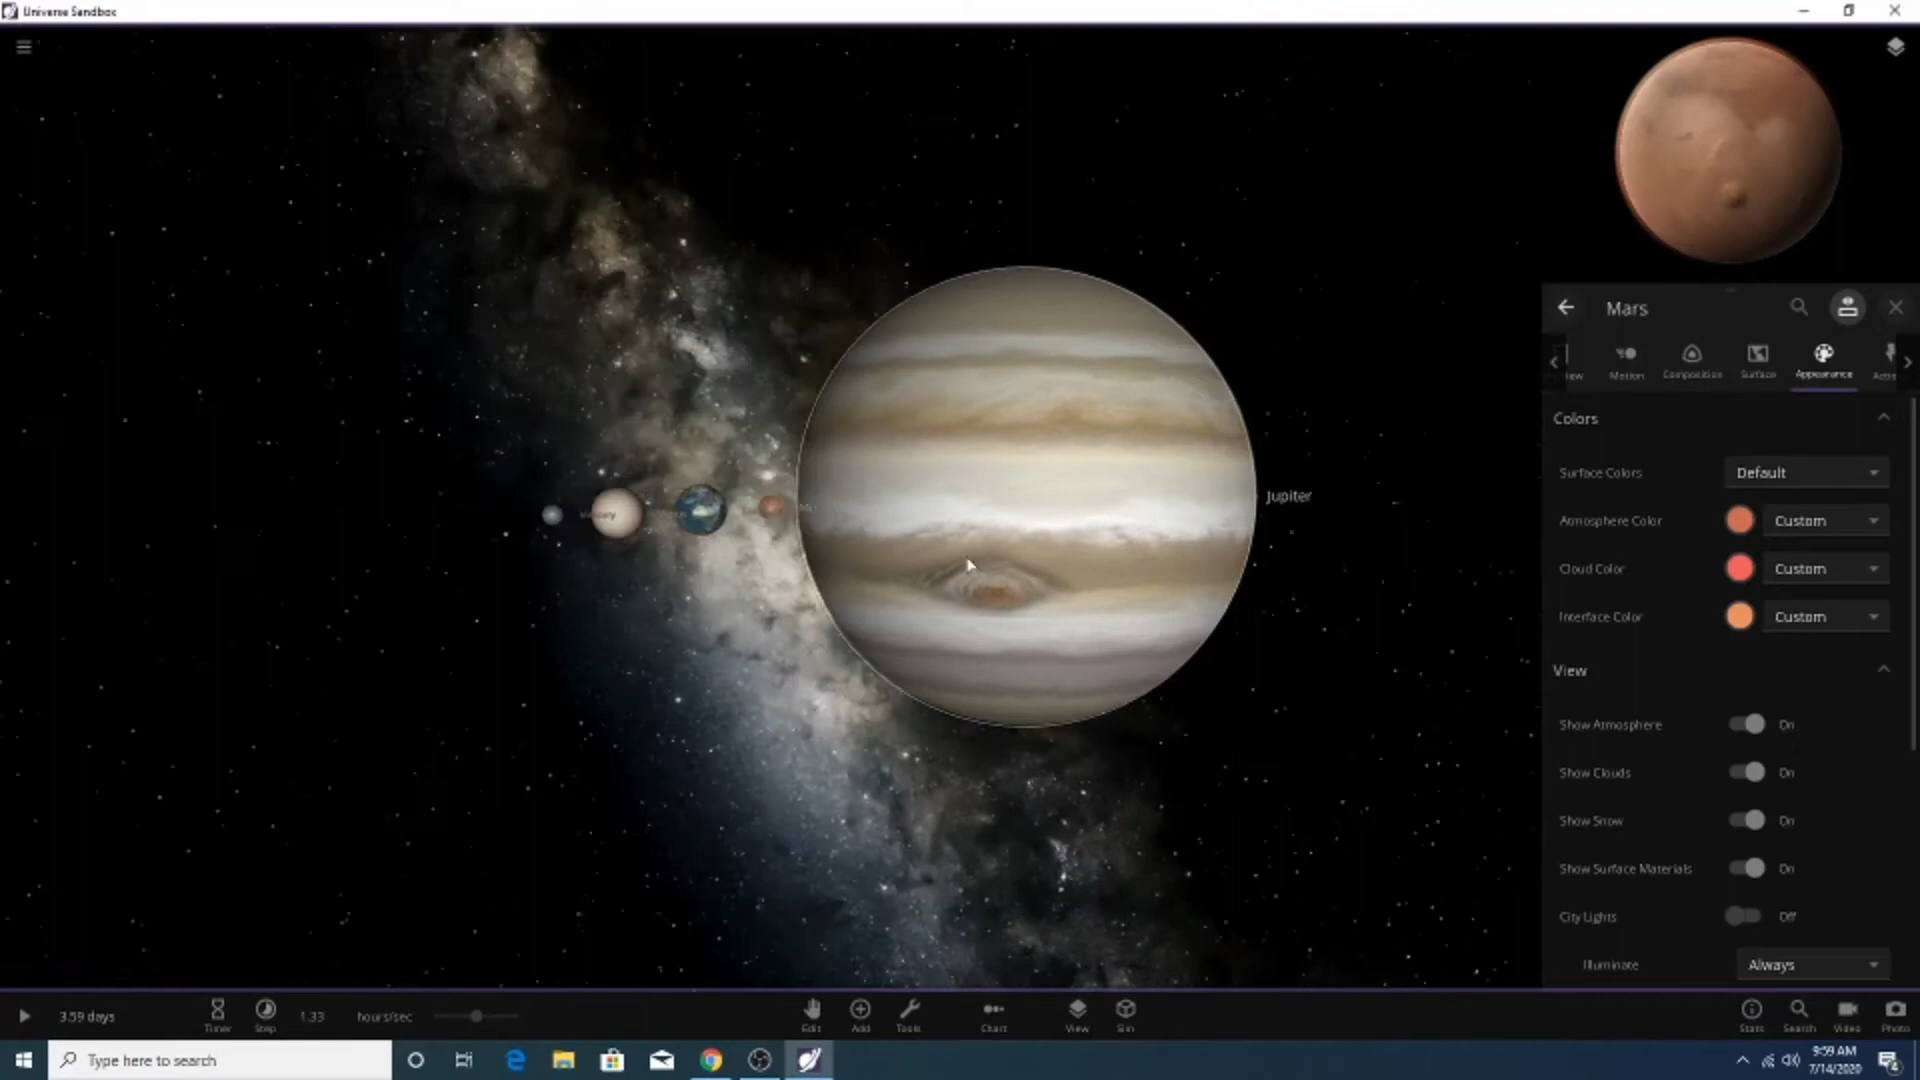 Universe Sandbox
Mars
Motion
Composition
Surface
Appearance
Colors
Surface Colors
Default
Atmosphere Color
Custom
Cloud Color
Custom
Interface Color
Custom
View
Show Atmosphere
On
Show Clouds
On
Show Snow
On
Show Surface Materials
On
City Lights
Off
Illuminate
Always
Jupiter
3.59 days
Timer
Step
1.33
hours/sec
Edit
Add
Tools
Chart
View
Sim
Stats
Search
Video
Photo
Type here to search
9:59 AM
7/14/2020